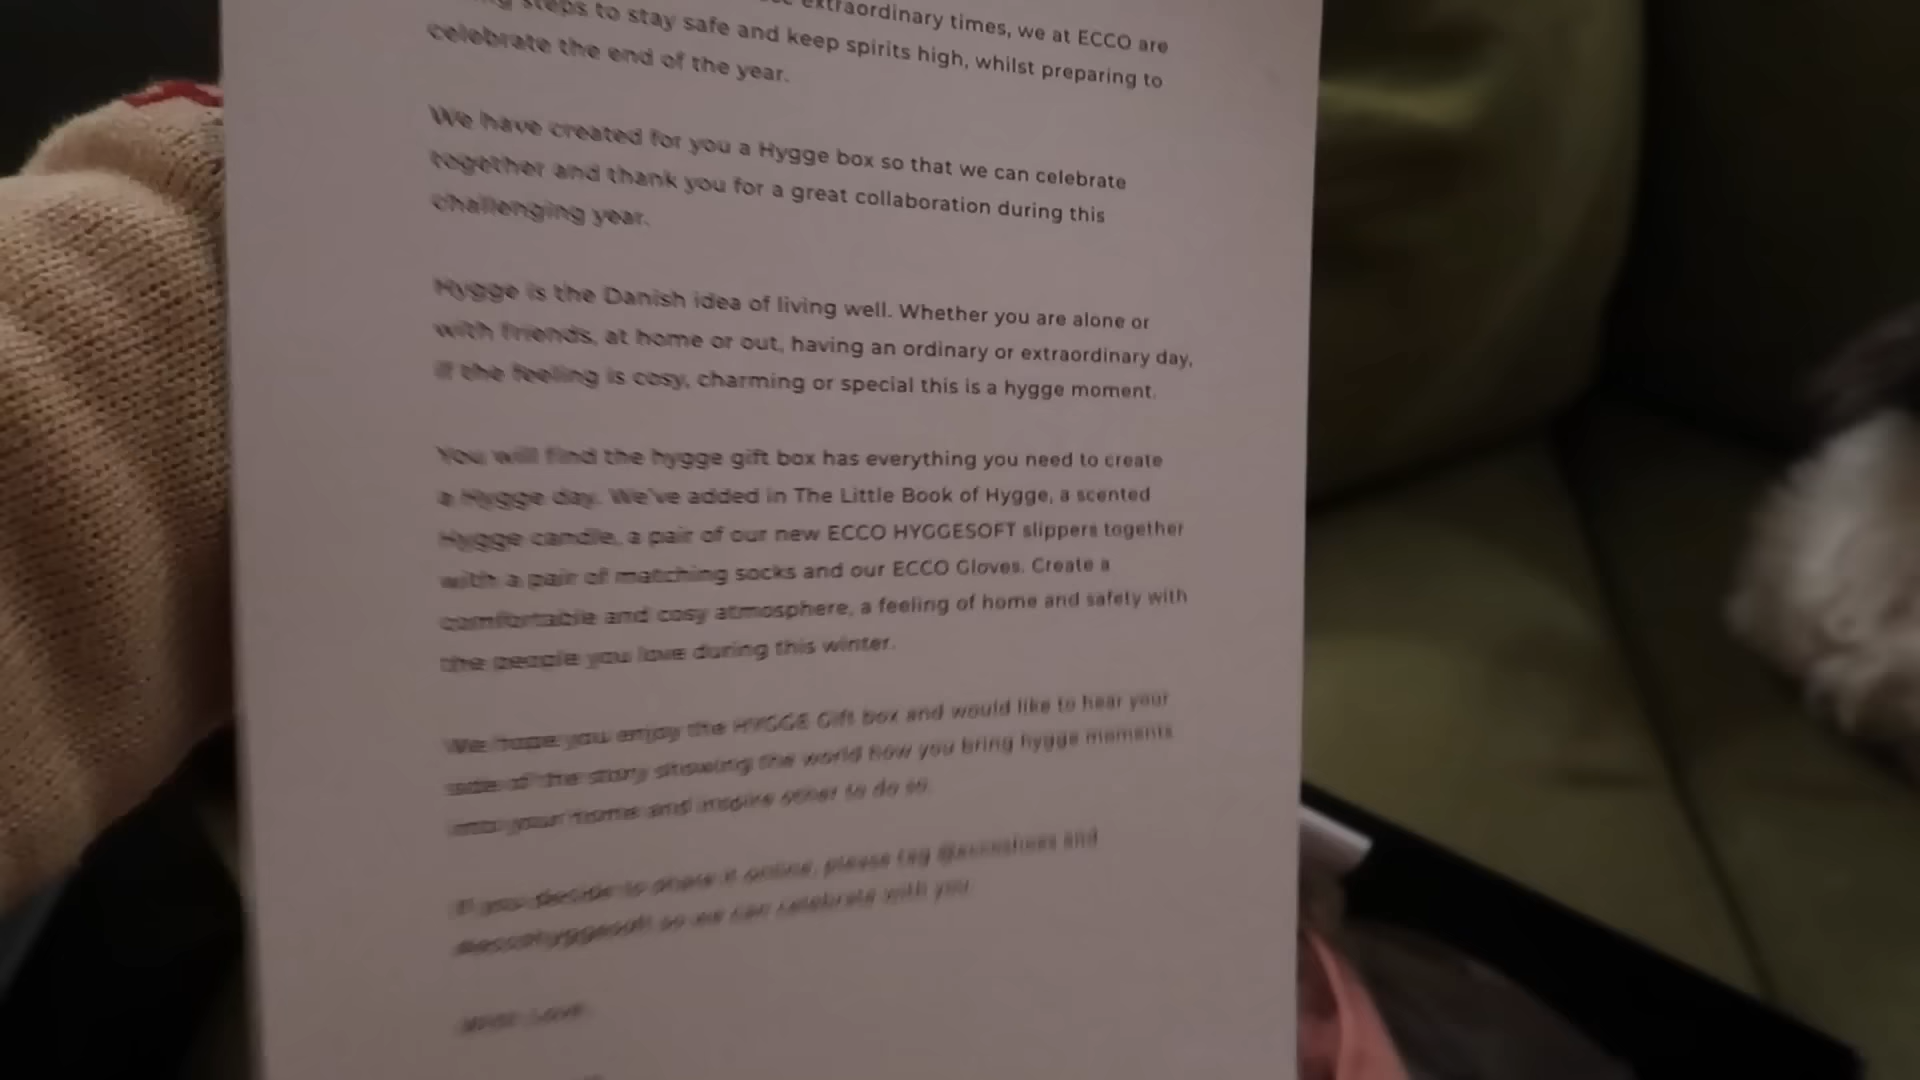 extraordinary times, we at ECCO are
steps to stay safe and keep spirits high, whilst preparing to
celebrate the end of the year.
We have created for you a Hygge box so that we can celebrate
together and thank you for a great collaboration during this
challenging year.
Hygge is the Danish idea of living well. Whether you are alone or
with friends, at home or out, having an ordinary or extraordinary day,
if the feeling is cosy, charming or special this is a hygge moment.
You will find the hygge gift box has everything you need to create
a Hygge day. We've added in The Little Book of Hygge, a scented
Hygge candle, a pair of our new ECCO HYGGESOFT slippers together
with a pair of matching socks and our ECCO Gloves. Create a
comfortable and cosy atmosphere, a feeling of home and safety with
the people you love during this winter.
We hope you enjoy the HYGGE Gift box and would like to hear your
side of the story showing the world how you bring hygge moments
into your home and inspire other to do so.
If you decide to share it online, please tag @eccoshoes and
so we can celebrate with you
With Love